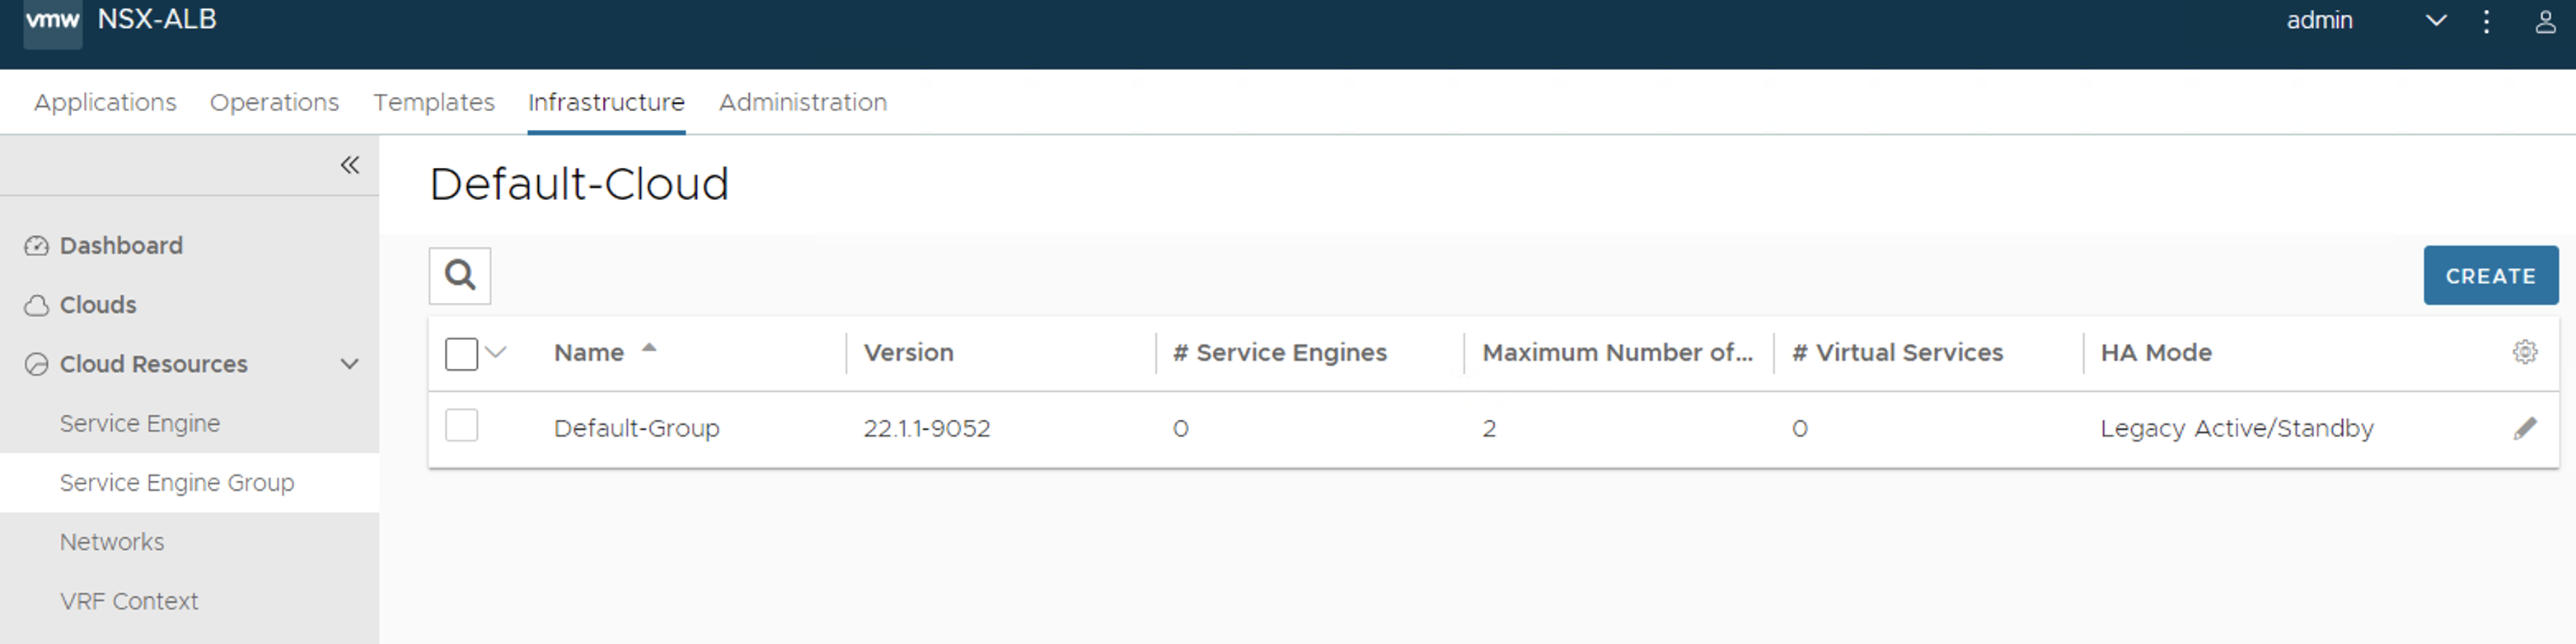 vmw NSX-ALB admin
Applications Operations Templates Infrastructure Administration
Default-Cloud
Dashboard
Clouds
Cloud Resources
Service Engine
Service Engine Group
Networks
VRF Context
CREATE
Name Version # Service Engines Maximum Number of... # Virtual Services HA Mode
Default-Group 22.1.1-9052 0 2 0 Legacy Active/Standby